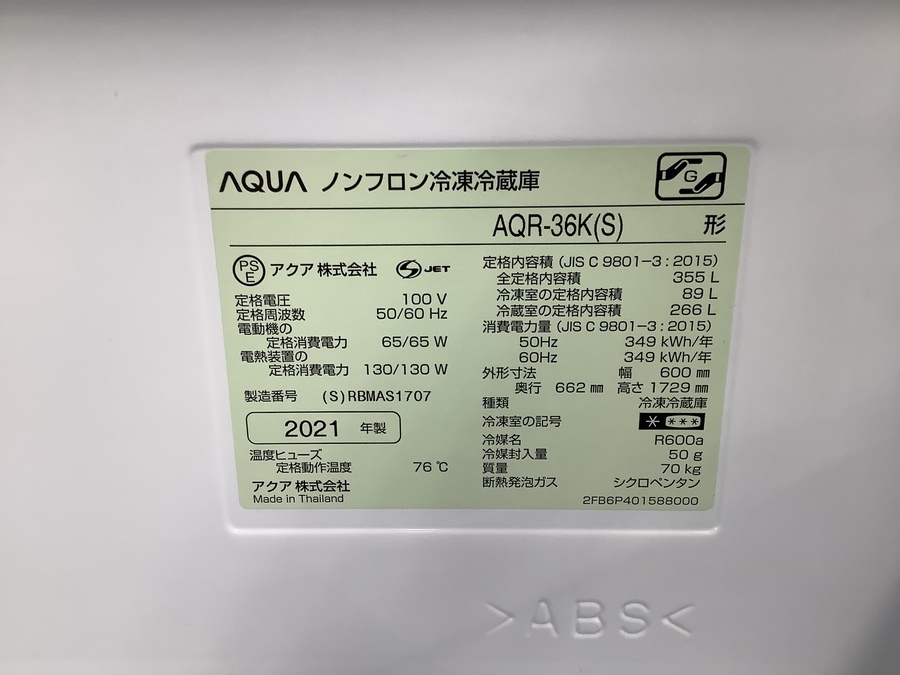 AQUA ノンフロン冷凍冷蔵庫
G
AQR-36K(S) 形
PSE アクア株式会社 S JET
定格電圧 100 V
定格周波数 50/60 Hz
電動機の
定格消費電力 65/65 W
電熱装置の
定格消費電力 130/130 W
製造番号 (S)RBMAS1707
2021 年製
温度ヒューズ
定格動作温度 76 ℃
アクア株式会社
Made in Thailand
定格内容積 (JIS C 9801-3 : 2015)
全定格内容積 355 L
冷凍室の定格内容積 89 L
冷蔵室の定格内容積 266 L
消費電力量 (JIS C 9801-3 : 2015)
50Hz 349 kWh/年
60Hz 349 kWh/年
外形寸法 幅 600 ㎜
奥行 662 ㎜ 高さ 1729 ㎜
種類 冷凍冷蔵庫
冷凍室の記号 * ***
冷媒名 R600a
冷媒封入量 50 g
質量 70 kg
断熱発泡ガス シクロペンタン
2FB6P401588000
>ABS<